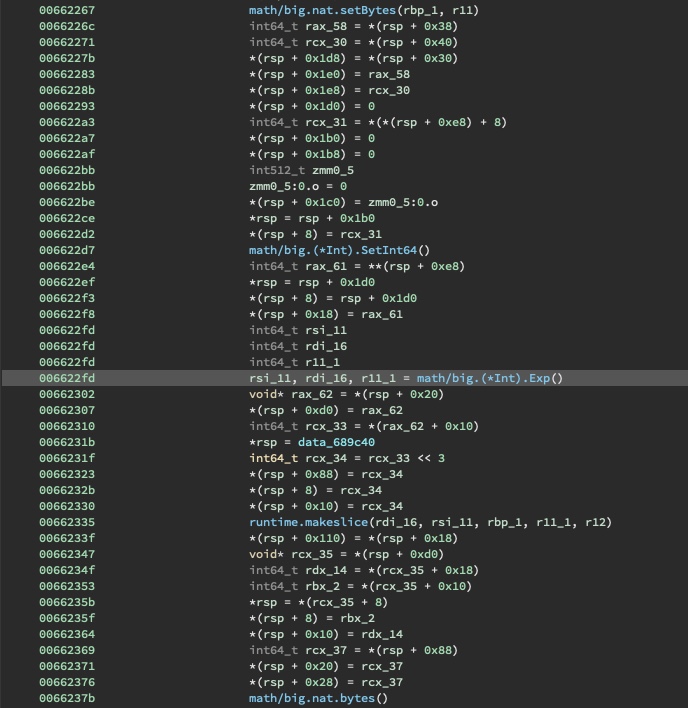 00662267 math/big.nat.setBytes(rbp_1, r11)
0066226c int64_t rax_58 = *(rsp + 0x38)
00662271 int64_t rcx_30 = *(rsp + 0x40)
0066227b *(rsp + 0x1d8) = *(rsp + 0x30)
00662283 *(rsp + 0x1e0) = rax_58
0066228b *(rsp + 0x1e8) = rcx_30
00662293 *(rsp + 0x1d0) = 0
006622a3 int64_t rcx_31 = *(*(rsp + 0xe8) + 8)
006622a7 *(rsp + 0x1b0) = 0
006622af *(rsp + 0x1b8) = 0
006622bb int512_t zmm0_5
006622bb zmm0_5:0.o = 0
006622be *(rsp + 0x1c0) = zmm0_5:0.o
006622ce *rsp = rsp + 0x1b0
006622d2 *(rsp + 8) = rcx_31
006622d7 math/big.(*Int).SetInt64()
006622e4 int64_t rax_61 = **(rsp + 0xe8)
006622ef *rsp = rsp + 0x1d0
006622f3 *(rsp + 8) = rsp + 0x1d0
006622f8 *(rsp + 0x18) = rax_61
006622fd int64_t rsi_11
006622fd int64_t rdi_16
006622fd int64_t r11_1
006622fd rsi_11, rdi_16, r11_1 = math/big.(*Int).Exp()
00662302 void* rax_62 = *(rsp + 0x20)
00662307 *(rsp + 0xd0) = rax_62
00662310 int64_t rcx_33 = *(rax_62 + 0x10)
0066231b *rsp = data_689c40
0066231f int64_t rcx_34 = rcx_33 << 3
00662323 *(rsp + 0x88) = rcx_34
0066232b *(rsp + 8) = rcx_34
00662330 *(rsp + 0x10) = rcx_34
00662335 runtime.makeslice(rdi_16, rsi_11, rbp_1, r11_1, r12)
0066233f *(rsp + 0x110) = *(rsp + 0x18)
00662347 void* rcx_35 = *(rsp + 0xd0)
0066234f int64_t rdx_14 = *(rcx_35 + 0x18)
00662353 int64_t rbx_2 = *(rcx_35 + 0x10)
0066235b *rsp = *(rcx_35 + 8)
0066235f *(rsp + 8) = rbx_2
00662364 *(rsp + 0x10) = rdx_14
00662369 int64_t rcx_37 = *(rsp + 0x88)
00662371 *(rsp + 0x20) = rcx_37
00662376 *(rsp + 0x28) = rcx_37
0066237b math/big.nat.bytes()